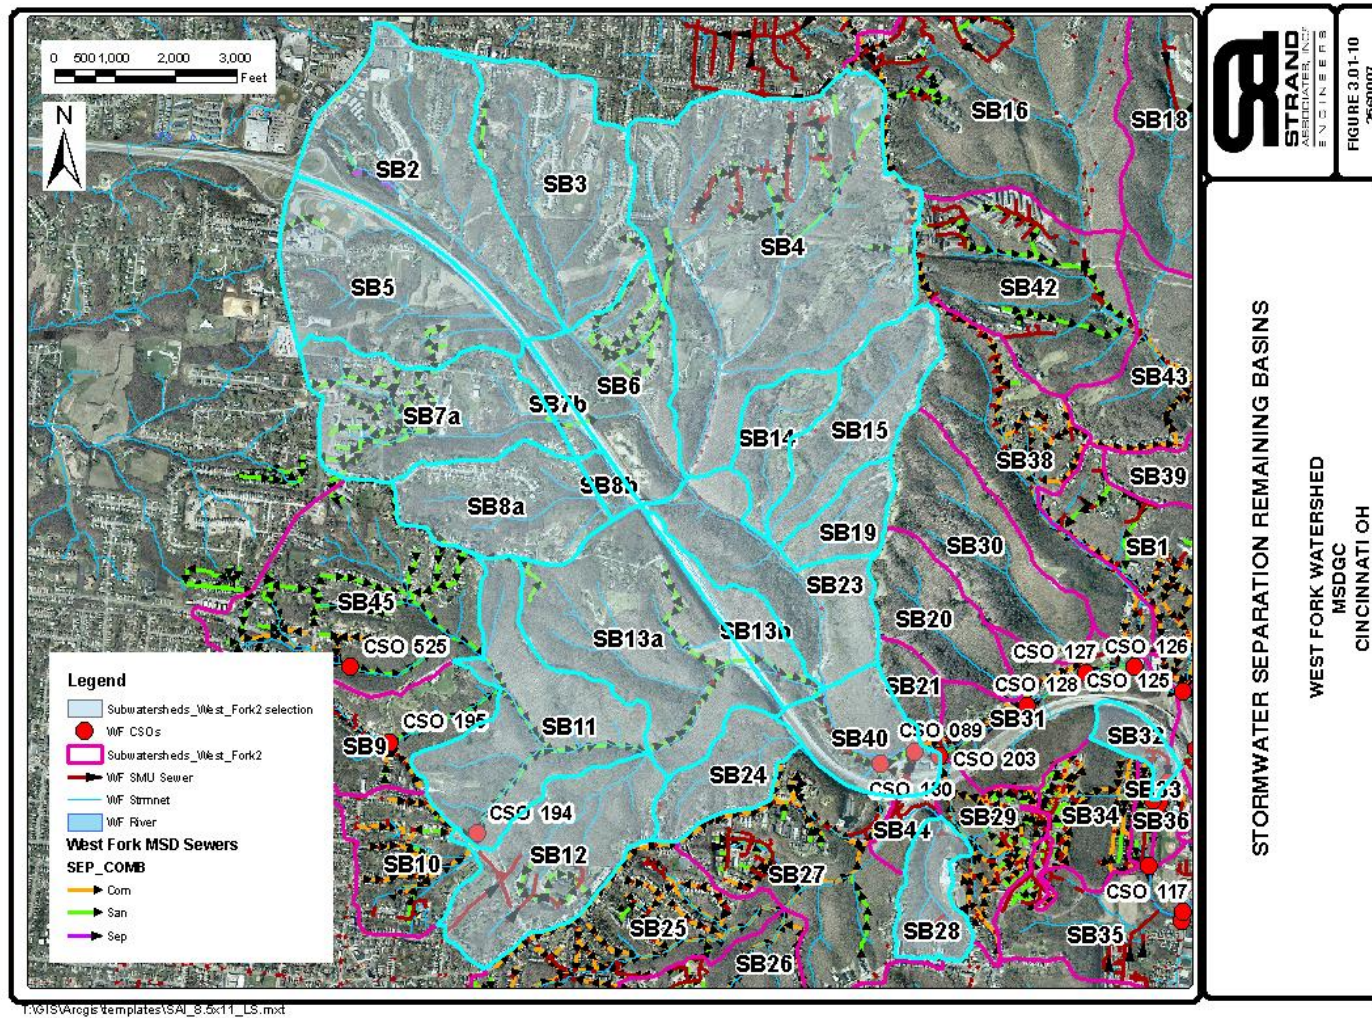 0 500 1,000 2,000 3,000
Feet
N
SB2
SB3
SB4
SB5
SB6
SB7a
SB7b
SB8a
SB8b
SB14
SB15
SB19
SB23
SB13a
SB13b
SB11
SB12
SB24
SB40
SB16
SB18
SB42
SB43
SB38
SB39
SB30
SB1
SB20
SB21
SB31
SB32
SB45
CSO 525
CSO 195
SB9
CSO 194
SB10
CSO 127
CSO 126
CSO 128
CSO 125
CSO 089
CSO 203
SB44
SB29
SB34
SB36
SB27
SB25
SB26
SB28
SB35
CSO 117
Legend
Subwatersheds_West_Fork2 selection
WF CSOs
Subwatersheds_West_Fork2
WF SMU Sewer
WF Strmnet
WF River
West Fork MSD Sewers
SEP_COMB
Com
San
Sep
T:\GIS\Arcgis\templates\SAI_8.5x11_LS.mxt
STRAND
ASSOCIATES, INC.®
ENGINEERS
FIGURE 3.01-10
STORMWATER SEPARATION REMAINING BASINS
WEST FORK WATERSHED
MSDGC
CINCINNATI OH